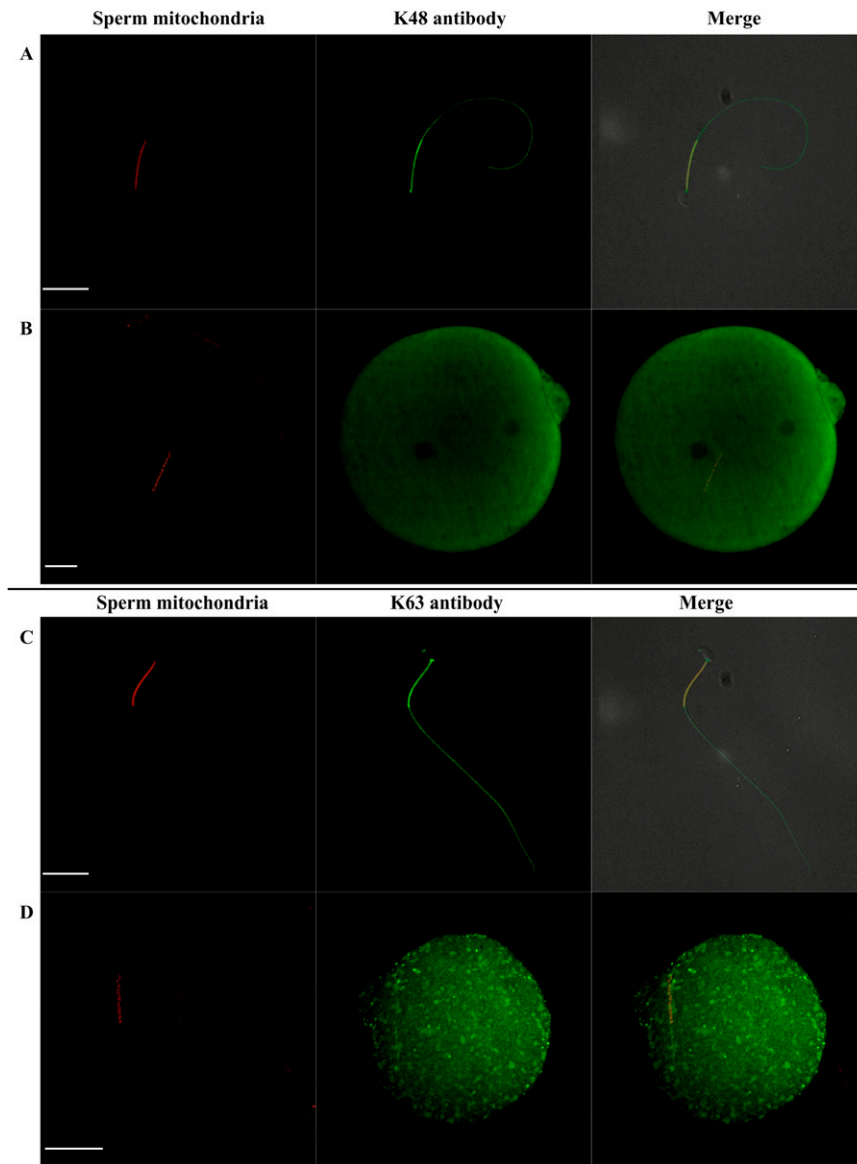 Sperm mitochondria K48 antibody Merge
A
B
Sperm mitochondria K63 antibody Merge
C
D